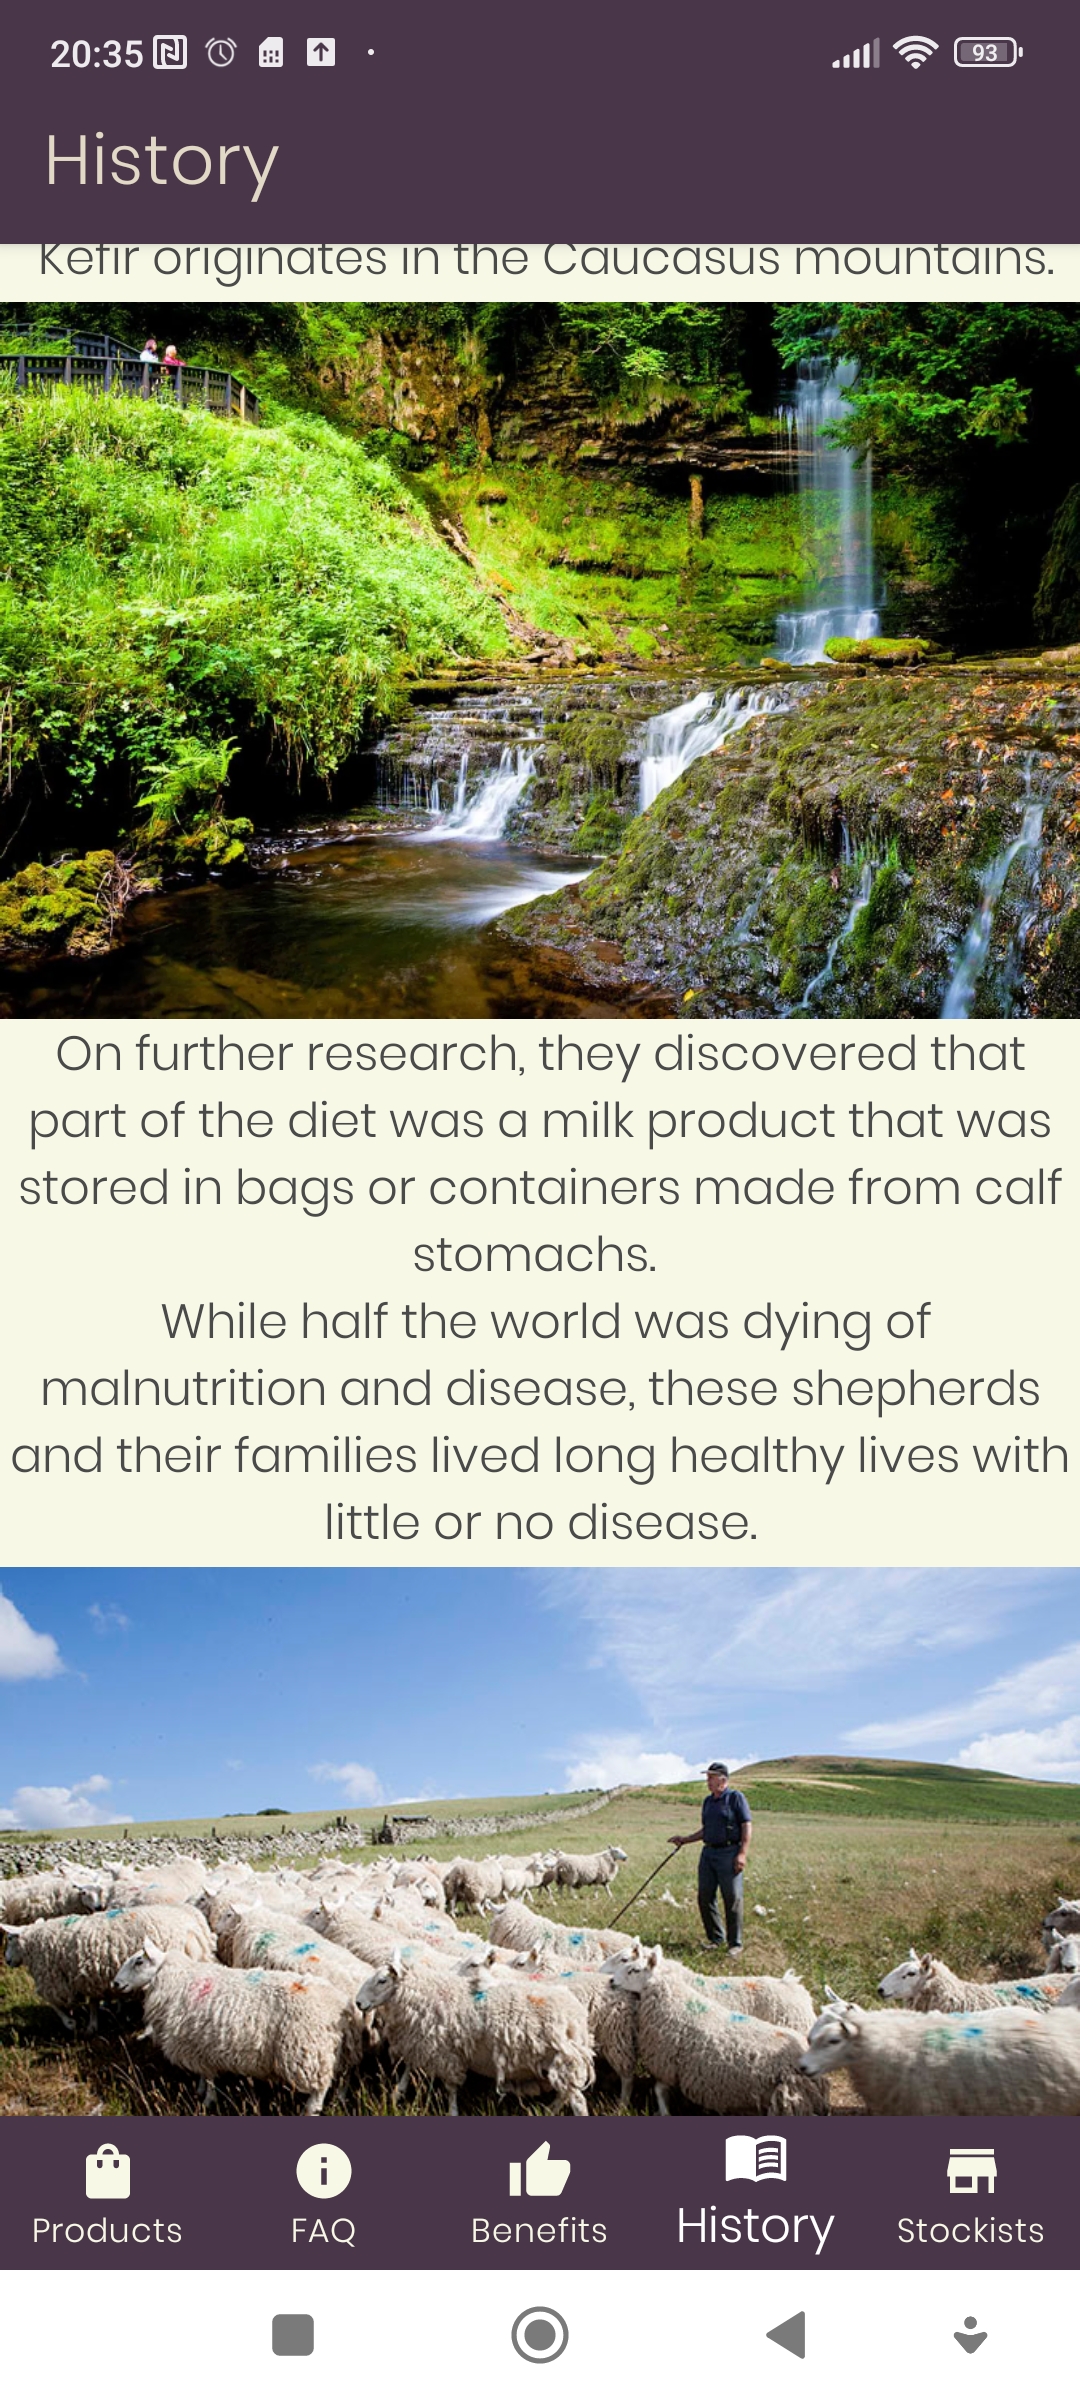 20:35
93
History
Kefir originates in the Caucasus mountains.
On further research, they discovered that
part of the diet was a milk product that was
stored in bags or containers made from calf
stomachs.
While half the world was dying of
malnutrition and disease, these shepherds
and their families lived long healthy lives with
little or no disease.
Products
FAQ
Benefits
History
Stockists